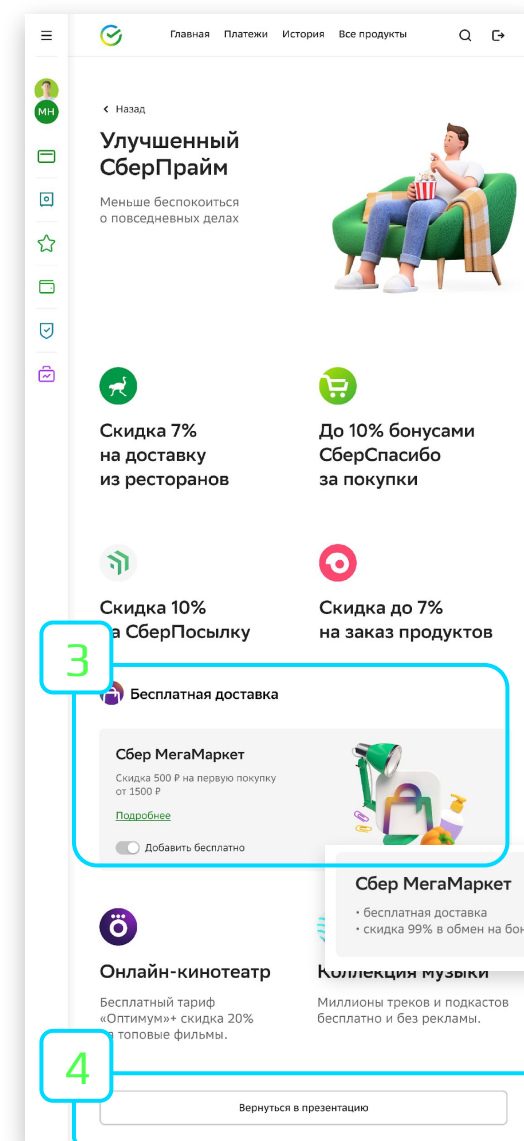 Главная Платежи История Все продукты
МН
Назад
Улучшенный
СберПрайм
Меньше беспокоиться
о повседневных делах
Скидка 7%
на доставку
из ресторанов
До 10% бонусами
СберСпасибо
за покупки
Скидка 10%
на СберПосылку
Скидка до 7%
на заказ продуктов
3
Бесплатная доставка
Сбер МегаМаркет
Скидка 500 ₽ на первую покупку
от 1500 ₽
Подробнее
Добавить бесплатно
Сбер МегаМаркет
• бесплатная доставка
• скидка 99% в обмен на бон
Онлайн-кинотеатр
Бесплатный тариф
«Оптимум»+ скидка 20%
на топовые фильмы.
Коллекция музыки
Миллионы треков и подкастов
бесплатно и без рекламы.
4
Вернуться в презентацию